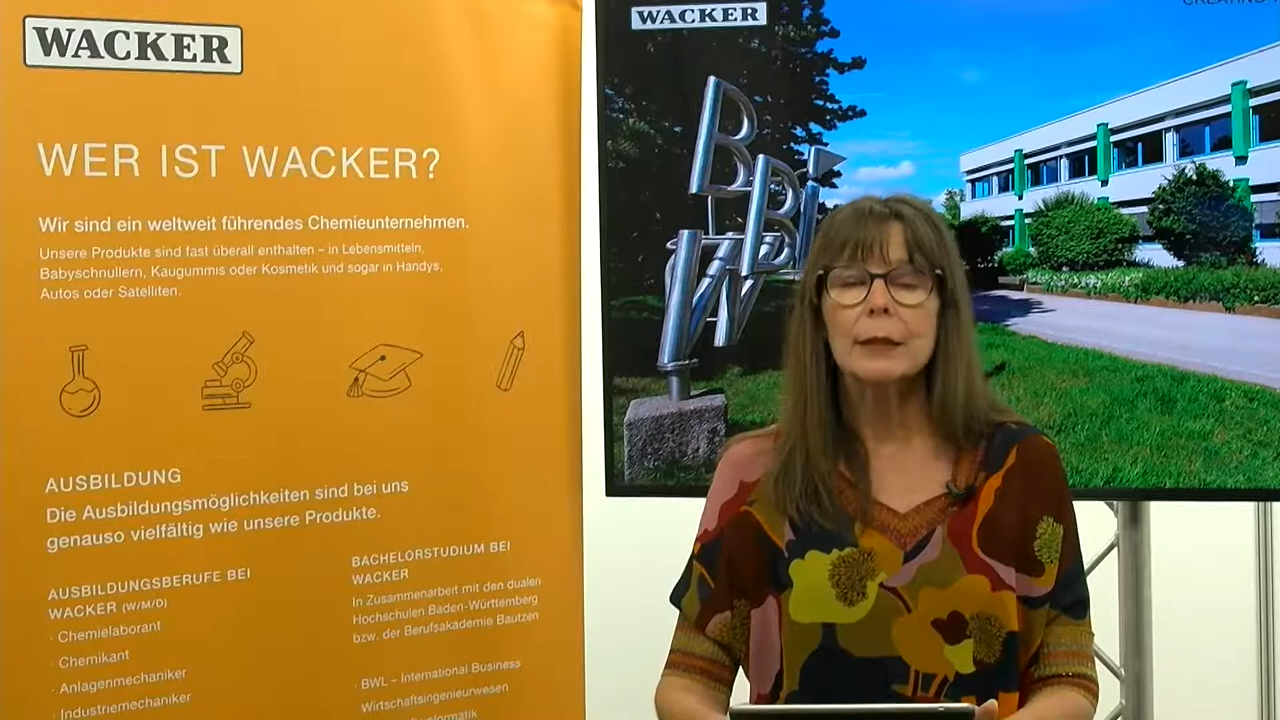 WACKER
WER IST WACKER?
Wir sind ein weltweit führendes Chemieunternehmen.
Unsere Produkte sind fast überall enthalten – in Lebensmitteln,
Babyschnullern, Kaugummis oder Kosmetik und sogar in Handys,
Autos oder Satelliten.
AUSBILDUNG
Die Ausbildungsmöglichkeiten sind bei uns
genauso vielfältig wie unsere Produkte.
AUSBILDUNGSBERUFE BEI
WACKER (W/M/D)
· Chemielaborant
· Chemikant
· Anlagenmechaniker
· Industriemechaniker
BACHELORSTUDIUM BEI
WACKER
In Zusammenarbeit mit den dualen
Hochschulen Baden-Württemberg
bzw. der Berufsakademie Bautzen
· BWL – International Business
Wirtschaftsingenieurwesen
WACKER
BBiW